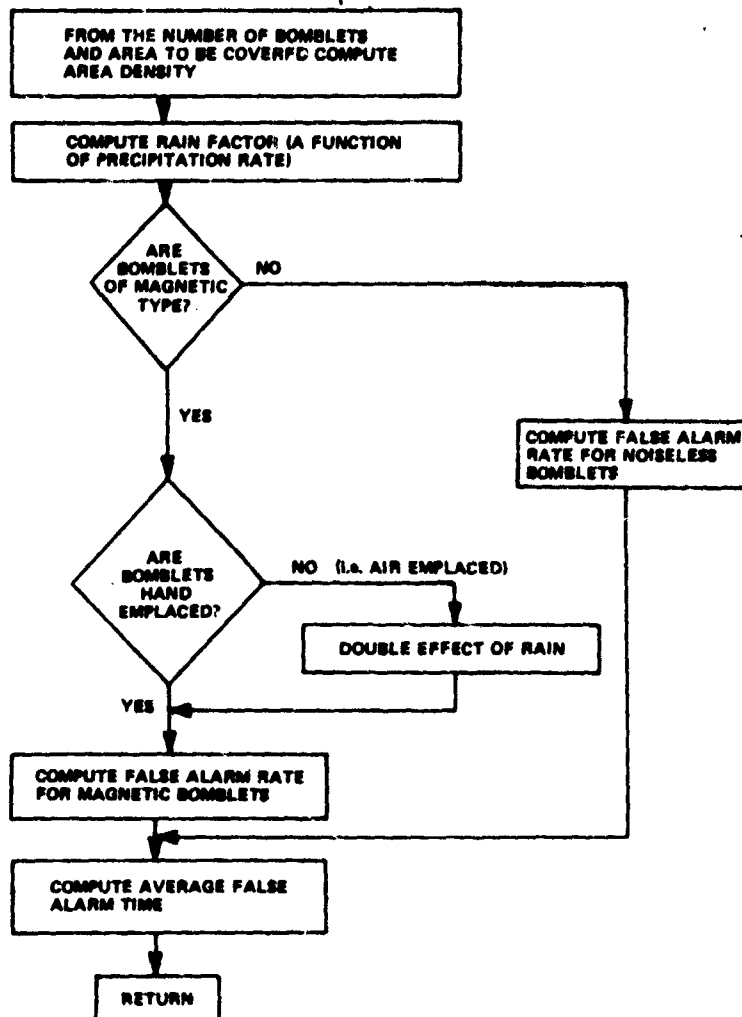 FROM THE NUMBER OF BOMBLETS
AND AREA TO BE COVERFD COMPUTE
AREA DENSITY
COMPUTE RAIN FACTOR (A FUNCTION
OF PRECIPITATION RATE)
ARE
BOMBLETS
OF MAGNETIC
TYPE?
NO
YES
COMPUTE FALSE ALARM
RATE FOR NOISELESS
BOMBLETS
ARE
BOMBLETS
HAND
EMPLACED?
NO (i.e. AIR EMPLACED)
DOUBLE EFFECT OF RAIN
YES
COMPUTE FALSE ALARM RATE
FOR MAGNETIC BOMBLETS
COMPUTE AVERAGE FALSE
ALARM TIME
RETURN